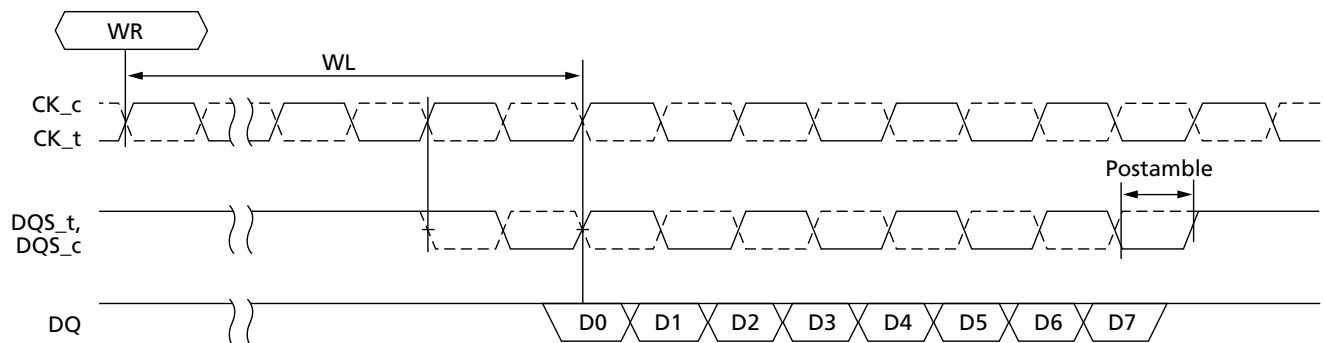 WR
WL
CK_c
CK_t
Postamble
DQS_t,
DQS_c
DQ
D0 D1 D2 D3 D4 D5 D6 D7